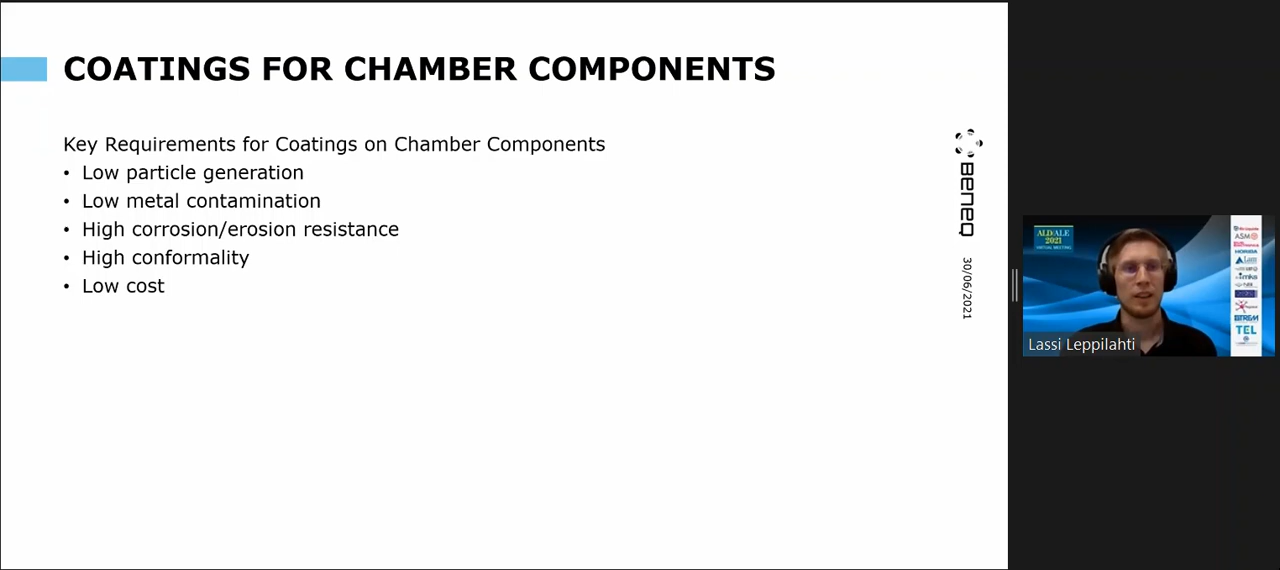 COATINGS FOR CHAMBER COMPONENTS
Key Requirements for Coatings on Chamber Components
• Low particle generation
• Low metal contamination
• High corrosion/erosion resistance
• High conformality
• Low cost
BENEQ
30/06/2021
ALD/ALE
2021
VIRTUAL MEETING
ASM
HORIBA
Lam
mks
TEL
Lassi Leppilahti